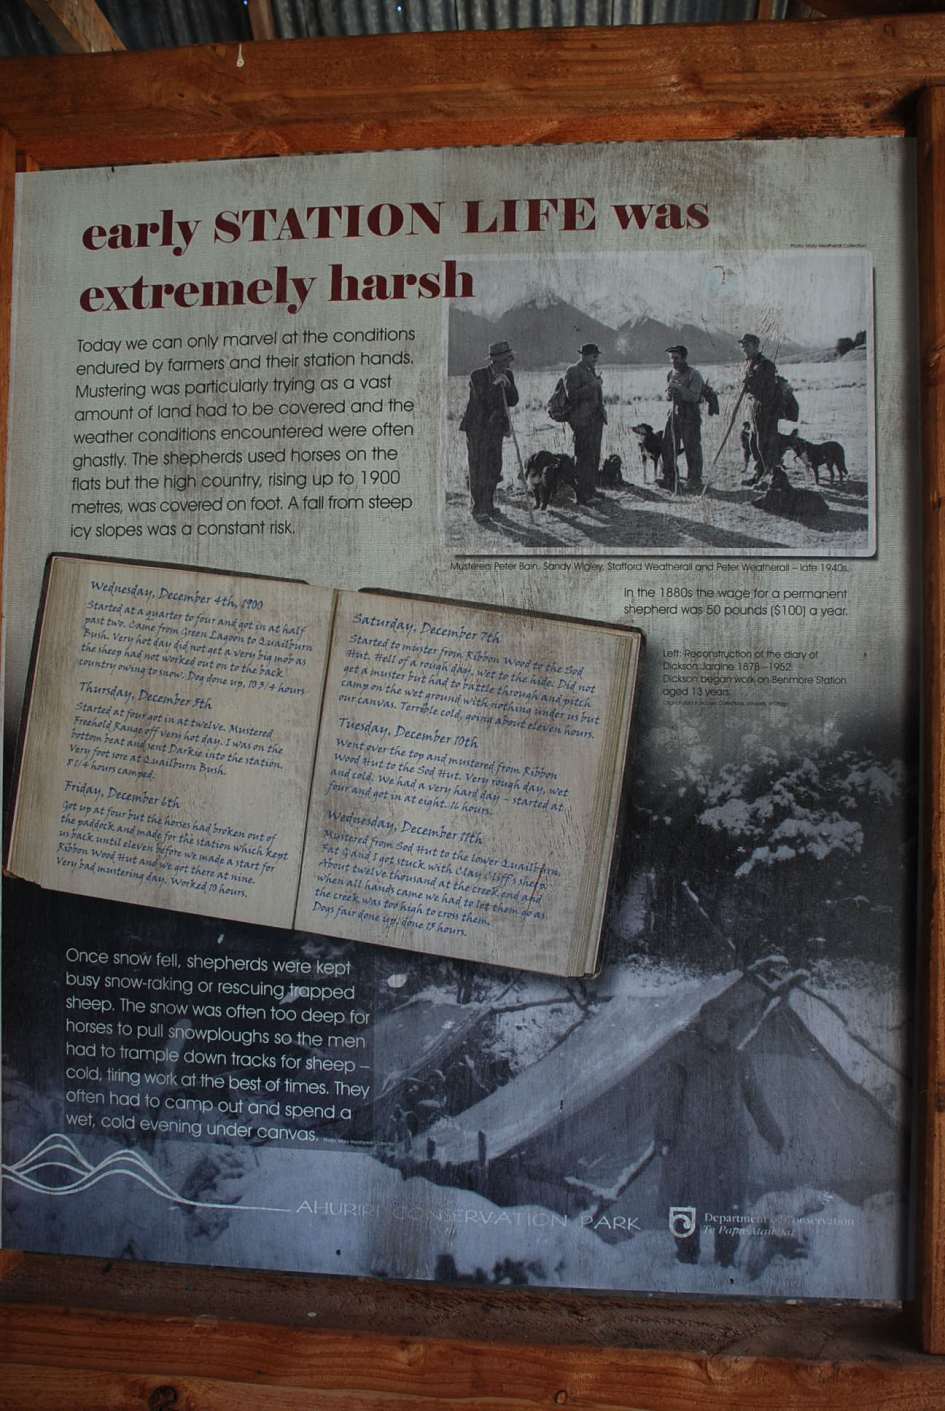 early STATION LIFE was
extremely harsh
Today we can only marvel at the conditions
endured by farmers and their station hands.
Mustering was particularly trying as a vast
amount of land had to be covered and the
weather conditions encountered were often
ghastly. The shepherds used horses on the
flats but the high country, rising up to 1900
metres, was covered on foot. A fall from steep
icy slopes was a constant risk.
Musterers Peter Bain, Sandy Wigley, Stafford Weatherall and Peter Weatherall – late 1940s.
In the 1880s the wage for a permanent
shepherd was 50 pounds ($100) a year.
Left: Reconstruction of the diary of
Dickson Jardine 1878–1952.
Dickson began work on Benmore Station
aged 13 years.
Wednesday, December 4th, 1900
Started at a quarter to four and got in at half
past two. Came from Green Lagoon to Quailburn
Bush. Very hot day did not get a very big mob as
the sheep had not worked out on to the back
country owing to snow. Dog done up, 10 3/4 hours
Thursday, December 5th
Started at four got in at twelve. Mustered
Freehold Range off very hot day. I was on the
bottom beat and sent Darkie into the station.
Very foot sore at Quailburn Bush.
8 1/4 hours camped.
Friday, December 6th
Got up at four but the horses had broken out of
the paddock and made for the station which kept
us back until eleven before we made a start for
Ribbon Wood Hut and we got there at nine.
Very bad mustering day. Worked 10 hours.
Saturday, December 7th
Started to muster from Ribbon Wood to the Sod
Hut. Hell of a rough day, wet to the hide. Did not
get a muster but had to battle through and pitch
camp on the wet ground with nothing under us but
our canvas. Terrible cold, going about eleven hours.
Tuesday, December 10th
Went over the top and mustered from Ribbon
Wood Hut to the Sod Hut. Very rough day, wet
and cold. We had a very hard day – started at
four and got in at eight. 16 hours.
Wednesday, December 11th
Mustered from Sod Hut to the lower Quailburn.
Fat G and I got stuck with Clay Cliff's sheep.
About twelve thousand at the creek end and
when all hands came we had to let them go as
the creek was too high to cross them.
Dogs fair done up, done 15 hours.
Once snow fell, shepherds were kept
busy snow-raking or rescuing trapped
sheep. The snow was often too deep for
horses to pull snowploughs so the men
had to trample down tracks for sheep –
cold, tiring work at the best of times. They
often had to camp out and spend a
wet, cold evening under canvas.
AHURIRI CONSERVATION PARK
Department of Conservation
Te Papa Atawhai